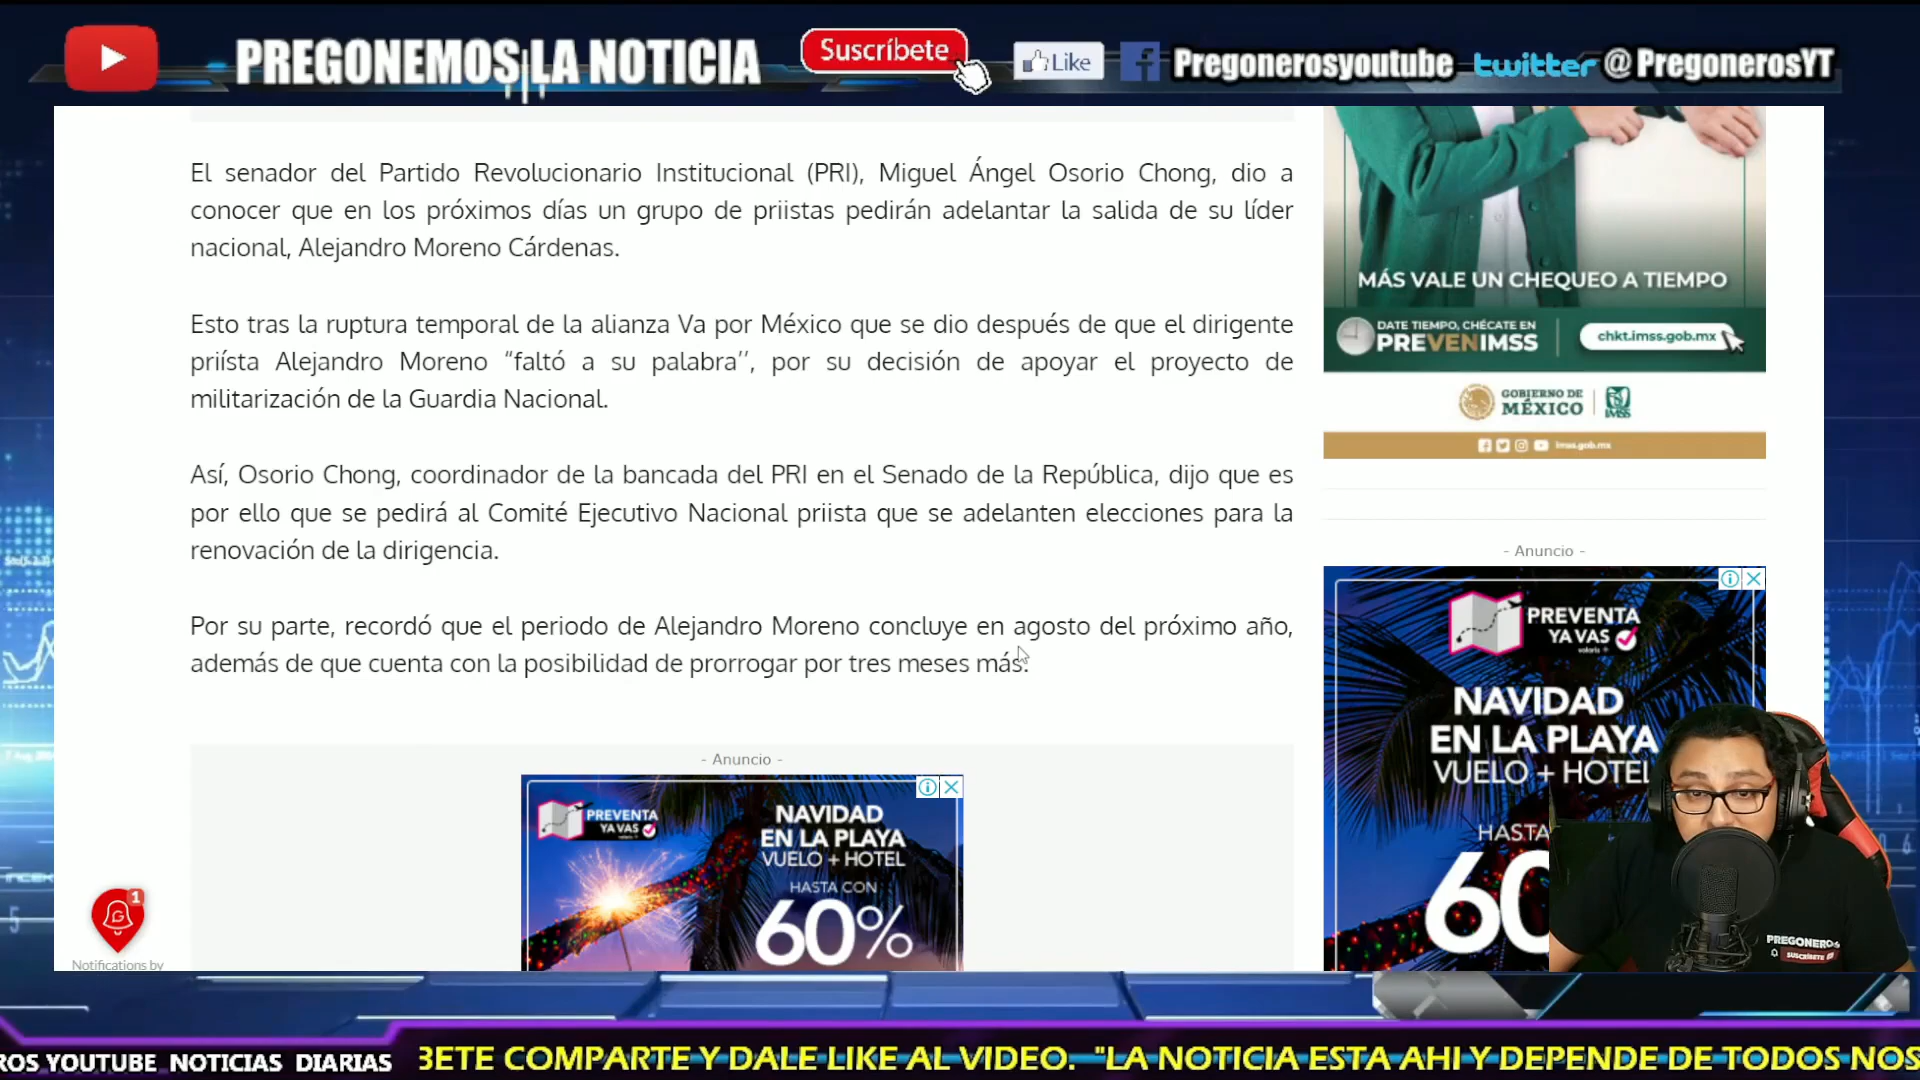 PREGONEMOS LA NOTICIA
Suscríbete
Like
Pregonerosyoutube
twitter @PregonerosYT
El senador del Partido Revolucionario Institucional (PRI), Miguel Ángel Osorio Chong, dio a
conocer que en los próximos días un grupo de priistas pedirán adelantar la salida de su líder
nacional, Alejandro Moreno Cárdenas.
Esto tras la ruptura temporal de la alianza Va por México que se dio después de que el dirigente
priísta Alejandro Moreno “faltó a su palabra’’, por su decisión de apoyar el proyecto de
militarización de la Guardia Nacional.
Así, Osorio Chong, coordinador de la bancada del PRI en el Senado de la República, dijo que es
por ello que se pedirá al Comité Ejecutivo Nacional priista que se adelanten elecciones para la
renovación de la dirigencia.
Por su parte, recordó que el periodo de Alejandro Moreno concluye en agosto del próximo año,
además de que cuenta con la posibilidad de prorrogar por tres meses más.
- Anuncio -
PREVENTA
YA VAS
NAVIDAD
EN LA PLAYA
VUELO + HOTEL
HASTA CON
60%
MÁS VALE UN CHEQUEO A TIEMPO
DATE TIEMPO, CHÉCATE EN
PREVENIMSS
chkt.imss.gob.mx
GOBIERNO DE
MÉXICO
IMSS
imss.gob.mx
- Anuncio -
PREVENTA
YA VAS
volaris
NAVIDAD
EN LA PLAYA
VUELO + HOTEL
HASTA
60
PREGONEROS
SUSCRÍBETE
1
Notifications by
ROS YOUTUBE NOTICIAS DIARIAS
BETE COMPARTE Y DALE LIKE AL VIDEO. "LA NOTICIA ESTA AHI Y DEPENDE DE TODOS NOS